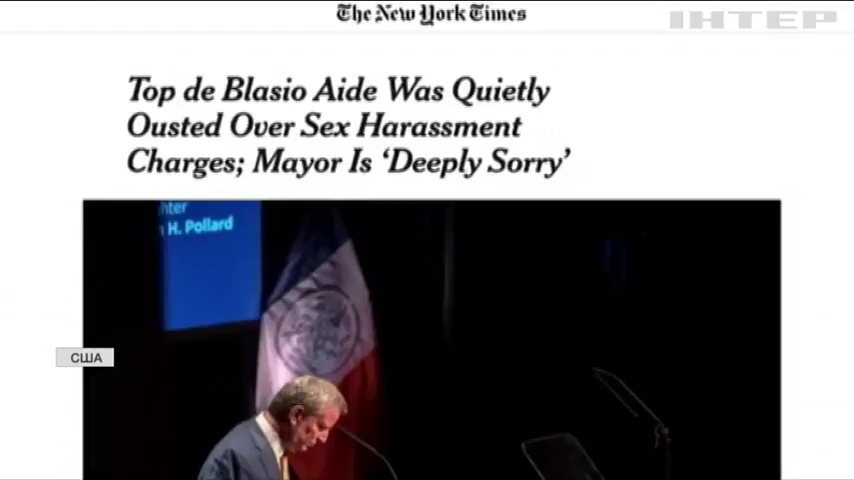 The New York Times
ІНТЕР
Top de Blasio Aide Was Quietly
Ousted Over Sex Harassment
Charges; Mayor Is ‘Deeply Sorry’
H. Pollard
США